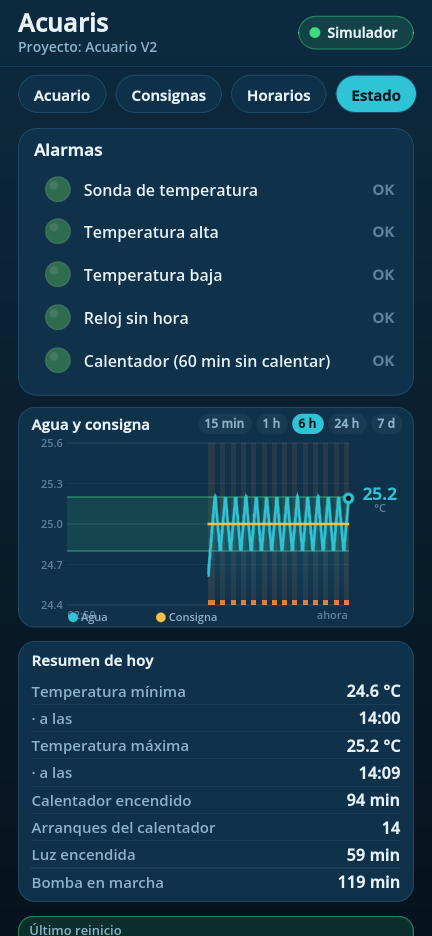 Acuaris
Proyecto: Acuario V2
Simulador
Acuario
Consignas
Horarios
Estado
Alarmas
Sonda de temperatura OK
Temperatura alta OK
Temperatura baja OK
Reloj sin hora OK
Calentador (60 min sin calentar) OK
Agua y consigna
15 min
1 h
6 h
24 h
7 d
25.6
25.3
25.0
24.7
24.4
25.2
°C
ahora
Agua
Consigna
Resumen de hoy
Temperatura mínima 24.6 °C
· a las 14:00
Temperatura máxima 25.2 °C
· a las 14:09
Calentador encendido 94 min
Arranques del calentador 14
Luz encendida 59 min
Bomba en marcha 119 min
Último reinicio